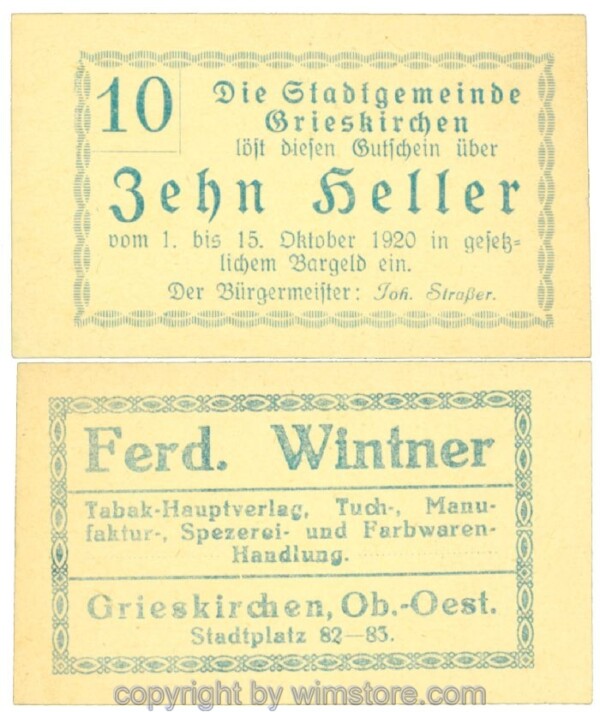 10
Die Stadtgemeinde
Grieskirchen
löst diesen Gutschein über
Zehn Heller
vom 1. bis 15. Oktober 1920 in gesetz-
lichem Bargeld ein.
Der Bürgermeister: Joh. Straßer.
Ferd. Wintner
Tabak-Hauptverlag, Tuch-, Manu-
faktur-, Spezerei- und Farbwaren-
Handlung.
Grieskirchen, Ob.-Oest.
Stadtplatz 82—83.
copyright by wimstore.com